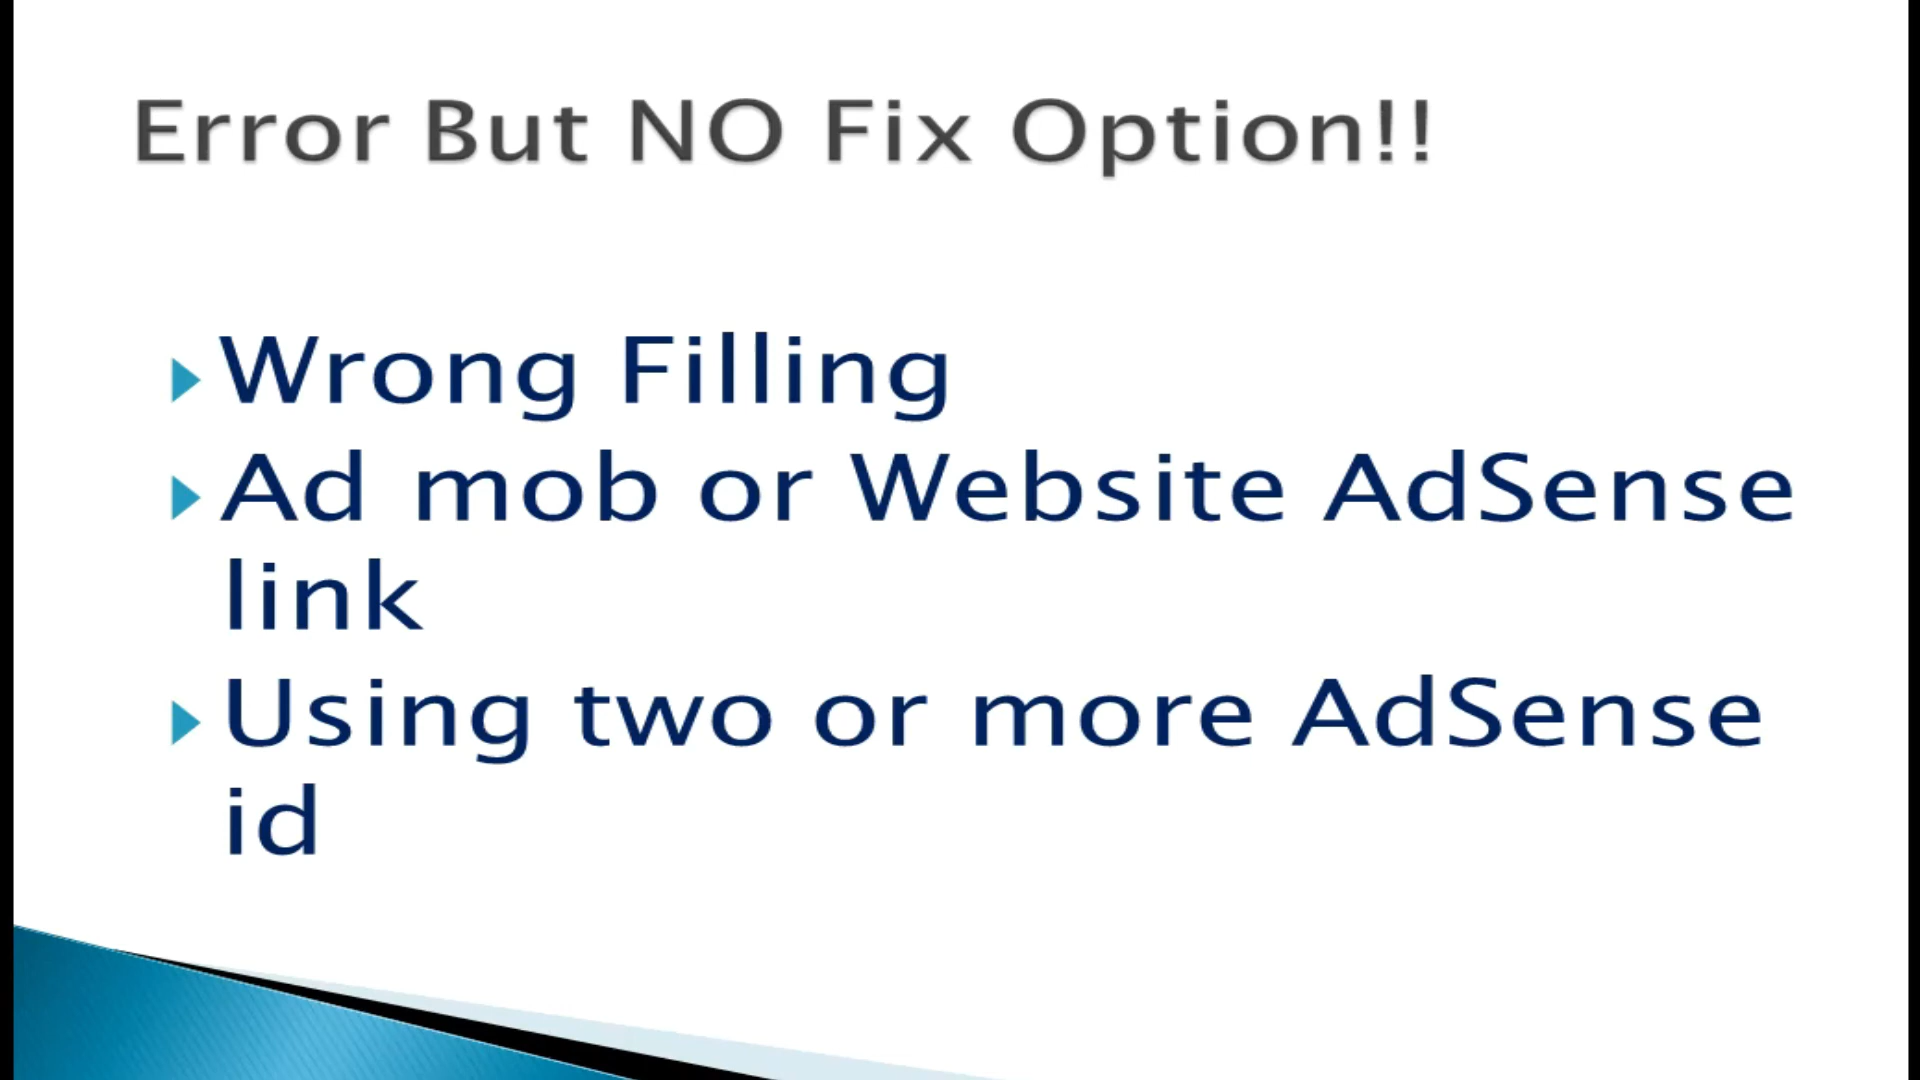 Error But NO Fix Option!!
Wrong Filling
Ad mob or Website AdSense
link
Using two or more AdSense
id